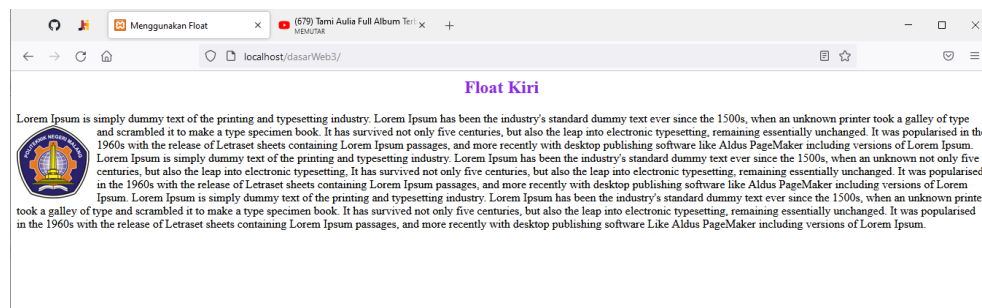 Menggunakan Float
(679) Tami Aulia Full Album Terb
MEMUTAR
localhost/dasarWeb3/
Float Kiri
Lorem Ipsum is simply dummy text of the printing and typesetting industry. Lorem Ipsum has been the industry's standard dummy text ever since the 1500s, when an unknown printer took a galley of type
and scrambled it to make a type specimen book. It has survived not only five centuries, but also the leap into electronic typesetting, remaining essentially unchanged. It was popularised in the
1960s with the release of Letraset sheets containing Lorem Ipsum passages, and more recently with desktop publishing software like Aldus PageMaker including versions of Lorem Ipsum.
Lorem Ipsum is simply dummy text of the printing and typesetting industry. Lorem Ipsum has been the industry's standard dummy text ever since the 1500s, when an unknown not only five
centuries, but also the leap into electronic typesetting, It has survived not only five centuries, but also the leap into electronic typesetting, remaining essentially unchanged. It was popularised
in the 1960s with the release of Letraset sheets containing Lorem Ipsum passages, and more recently with desktop publishing software like Aldus PageMaker including versions of Lorem
Ipsum. Lorem Ipsum is simply dummy text of the printing and typesetting industry. Lorem Ipsum has been the industry's standard dummy text ever since the 1500s, when an unknown printe
took a galley of type and scrambled it to make a type specimen book. It has survived not only five centuries, but also the leap into electronic typesetting, remaining essentially unchanged. It was popularised
in the 1960s with the release of Letraset sheets containing Lorem Ipsum passages, and more recently with desktop publishing software Like Aldus PageMaker including versions of Lorem Ipsum.
POLITEKNIK NEGERI MALANG